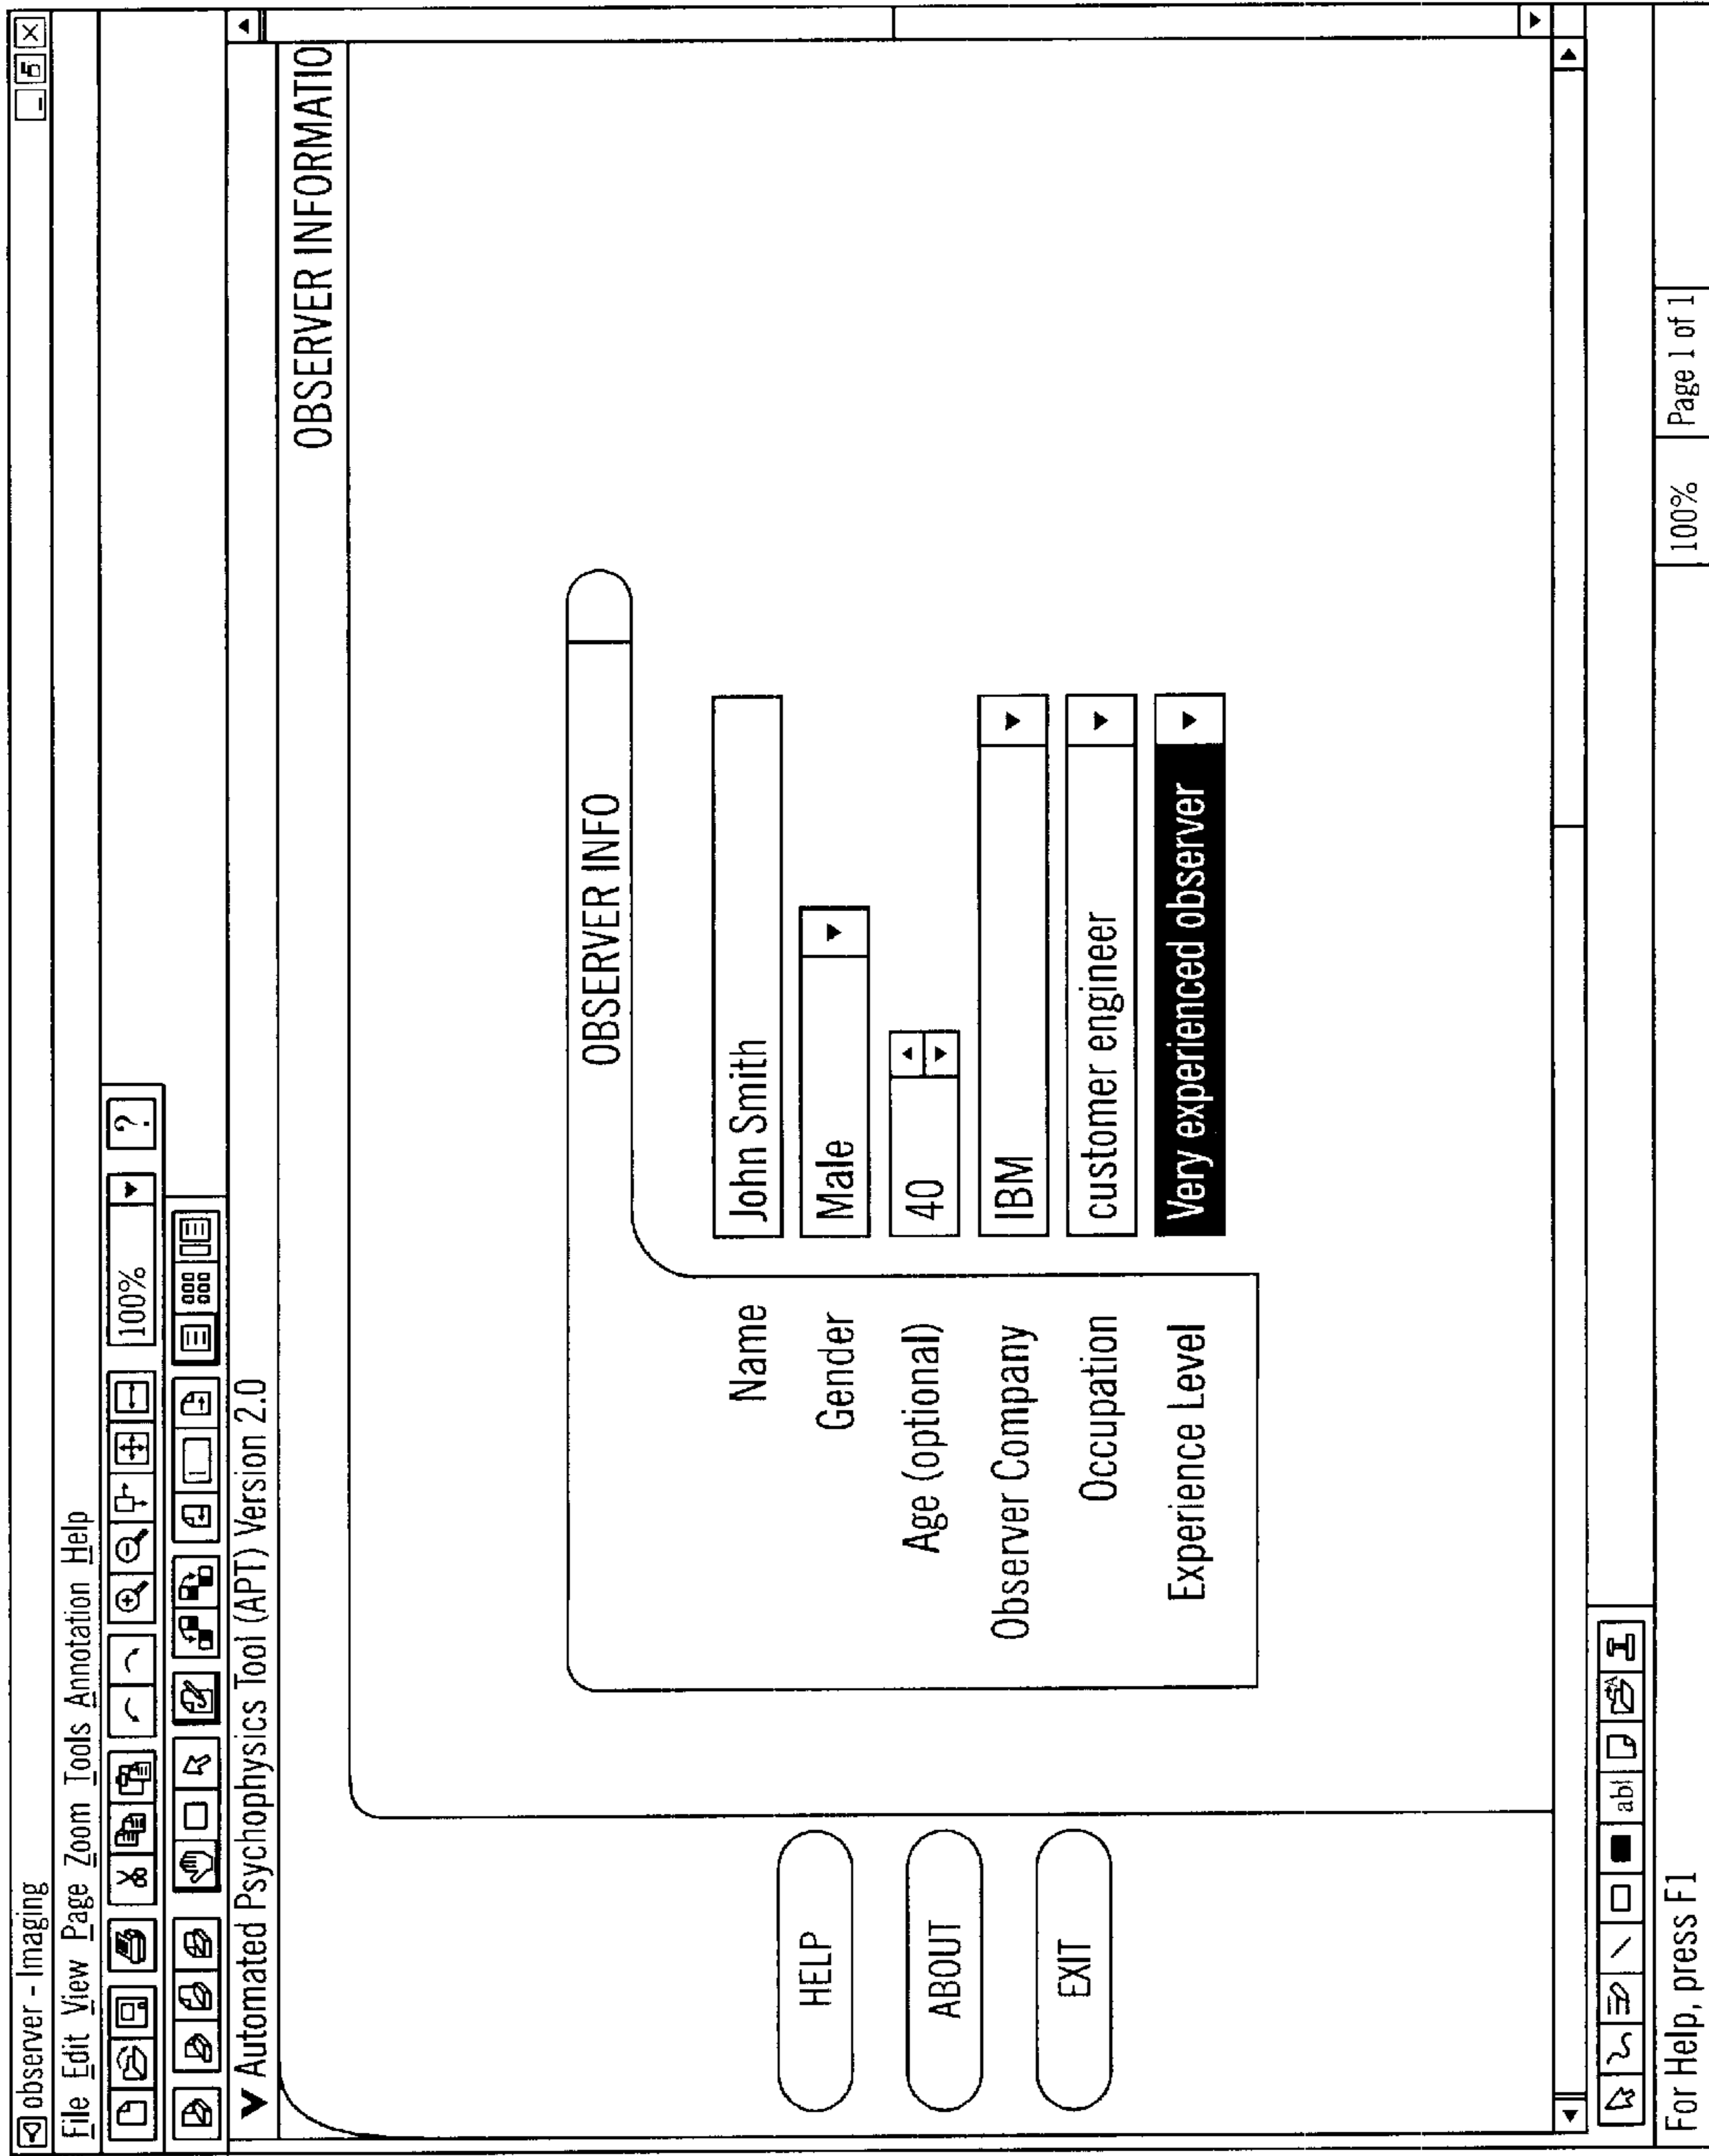 observer - Imaging
File Edit View Page Zoom Tools Annotation Help
100% ?
Automated Psychophysics Tool (APT) Version 2.0
OBSERVER INFORMATIO
OBSERVER INFO
Name John Smith
Gender Male
Age (optional) 40
Observer Company IBM
Occupation customer engineer
Experience Level Very experienced observer
HELP
ABOUT
EXIT
abl
For Help, press F1 100% Page 1 of 1